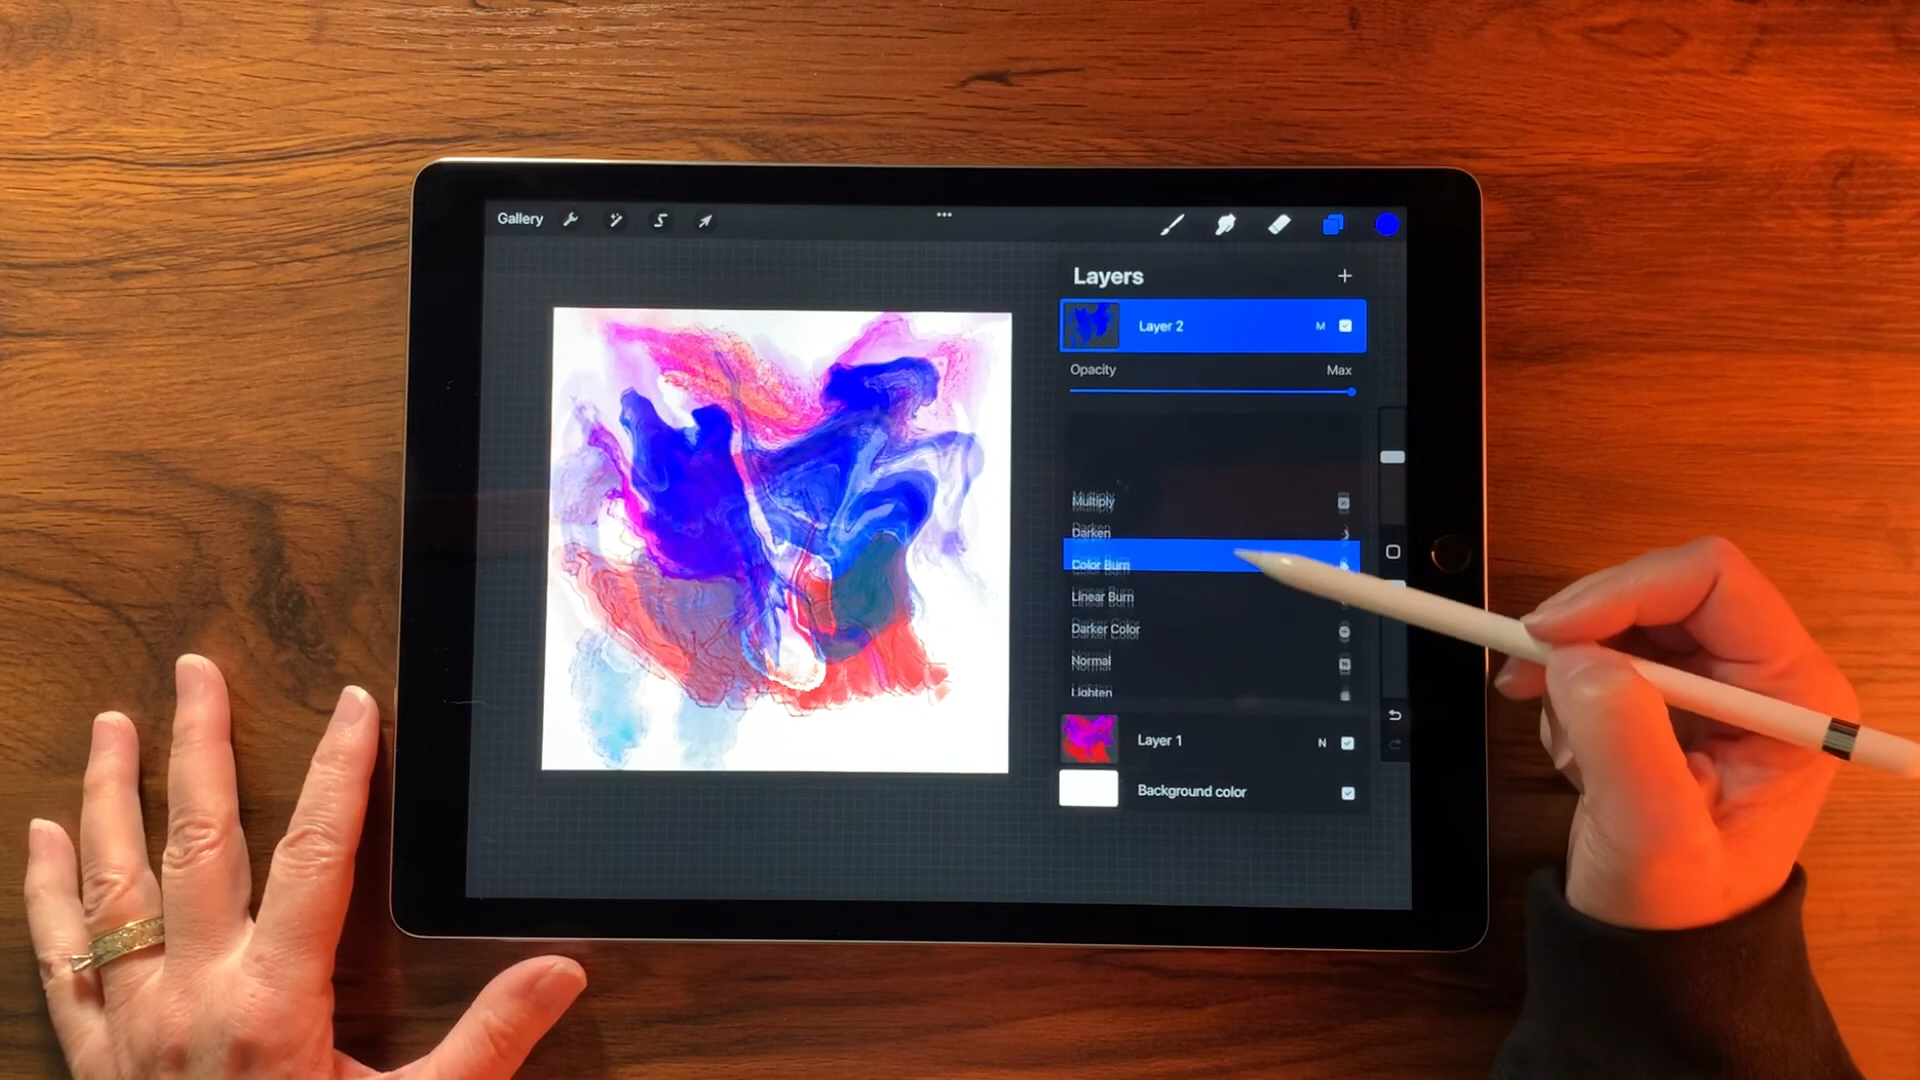 Gallery
Layers
Layer 2 M
Opacity Max
Multiply
Darken
Color Burn
Linear Burn
Darker Color
Normal
Lighten
Layer 1 N
Background color